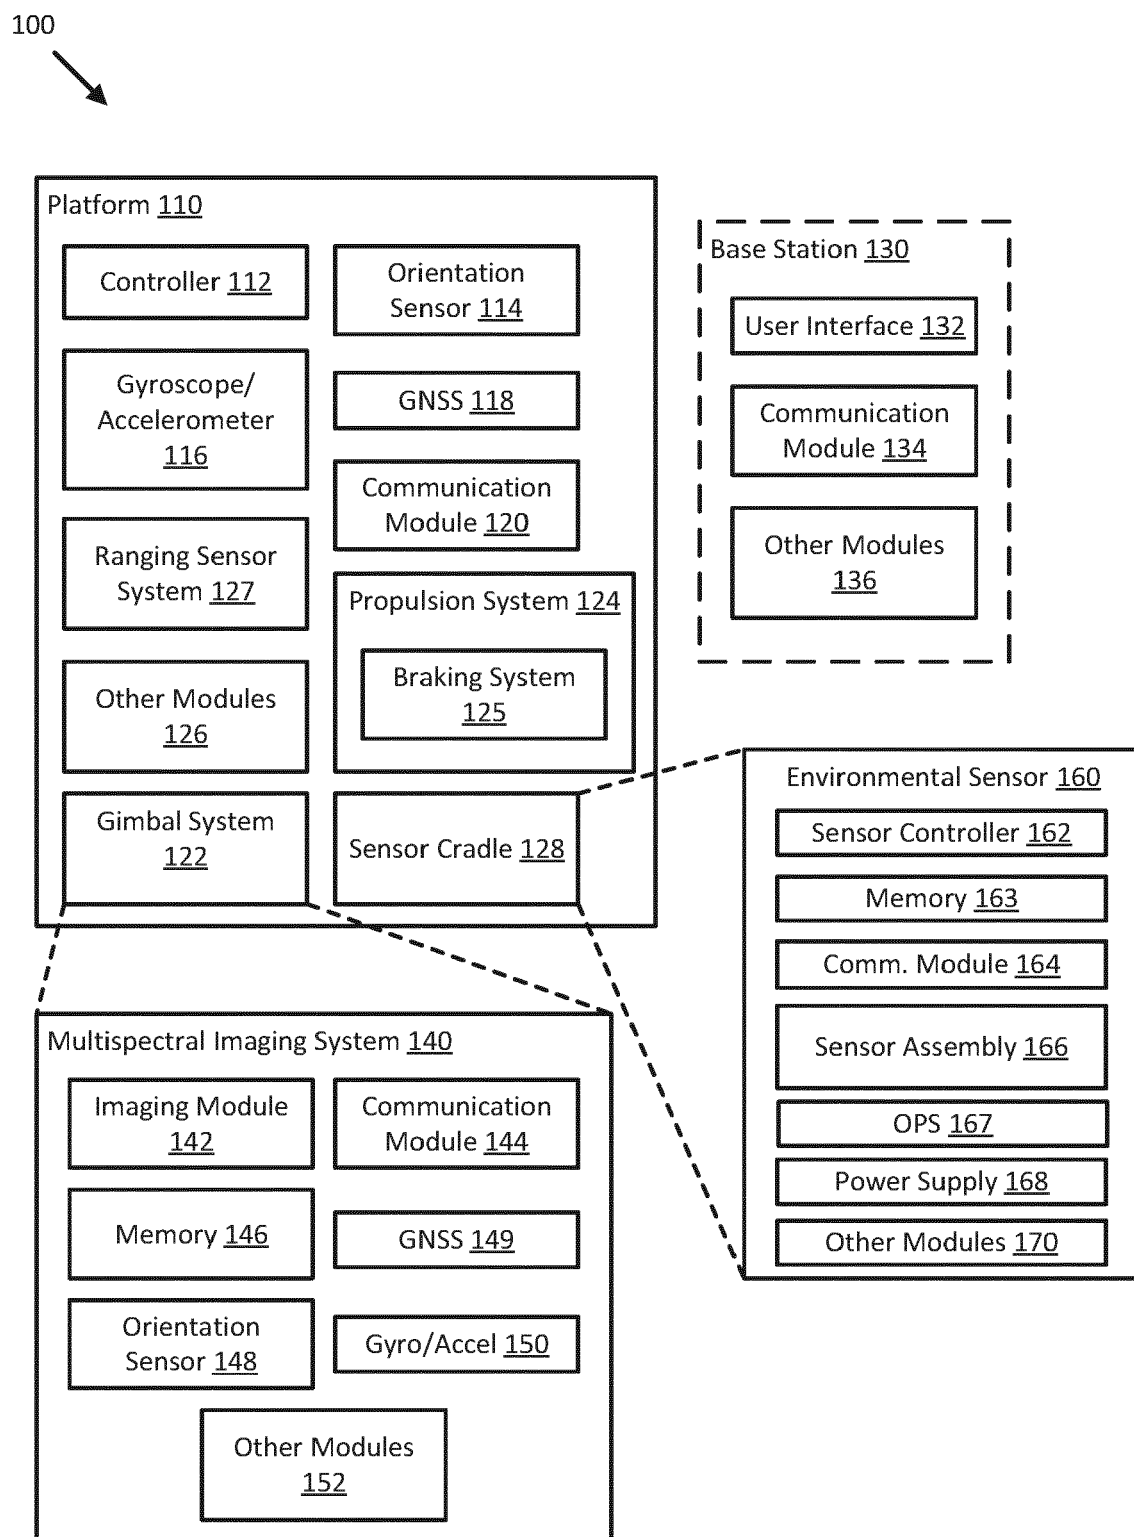 100
Platform 110
Controller 112
Orientation
Sensor 114
Gyroscope/
Accelerometer
116
GNSS 118
Communication
Module 120
Ranging Sensor
System 127
Propulsion System 124
Braking System
125
Other Modules
126
Gimbal System
122
Sensor Cradle 128
Base Station 130
User Interface 132
Communication
Module 134
Other Modules
136
Environmental Sensor 160
Sensor Controller 162
Memory 163
Comm. Module 164
Sensor Assembly 166
OPS 167
Power Supply 168
Other Modules 170
Multispectral Imaging System 140
Imaging Module
142
Communication
Module 144
Memory 146
GNSS 149
Orientation
Sensor 148
Gyro/Accel 150
Other Modules
152